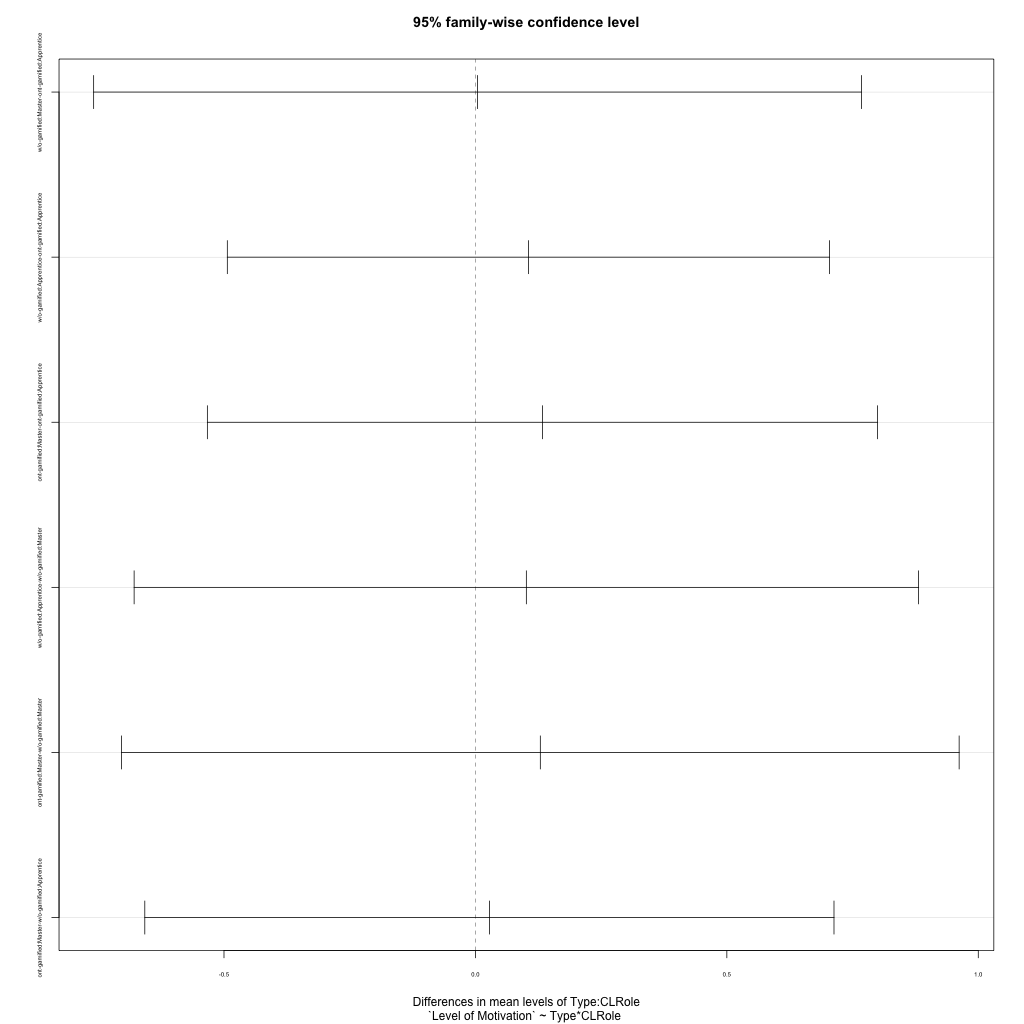 95% family-wise confidence level
w/o-gamified:Master-ont-gamified:Apprentice
w/o-gamified:Apprentice-ont-gamified:Apprentice
ont-gamified:Master-ont-gamified:Apprentice
w/o-gamified:Apprentice-w/o-gamified:Master
ont-gamified:Master-w/o-gamified:Master
ont-gamified:Master-w/o-gamified:Apprentice
-0.5 0.0 0.5 1.0
Differences in mean levels of Type:CLRole
`Level of Motivation` ~ Type*CLRole